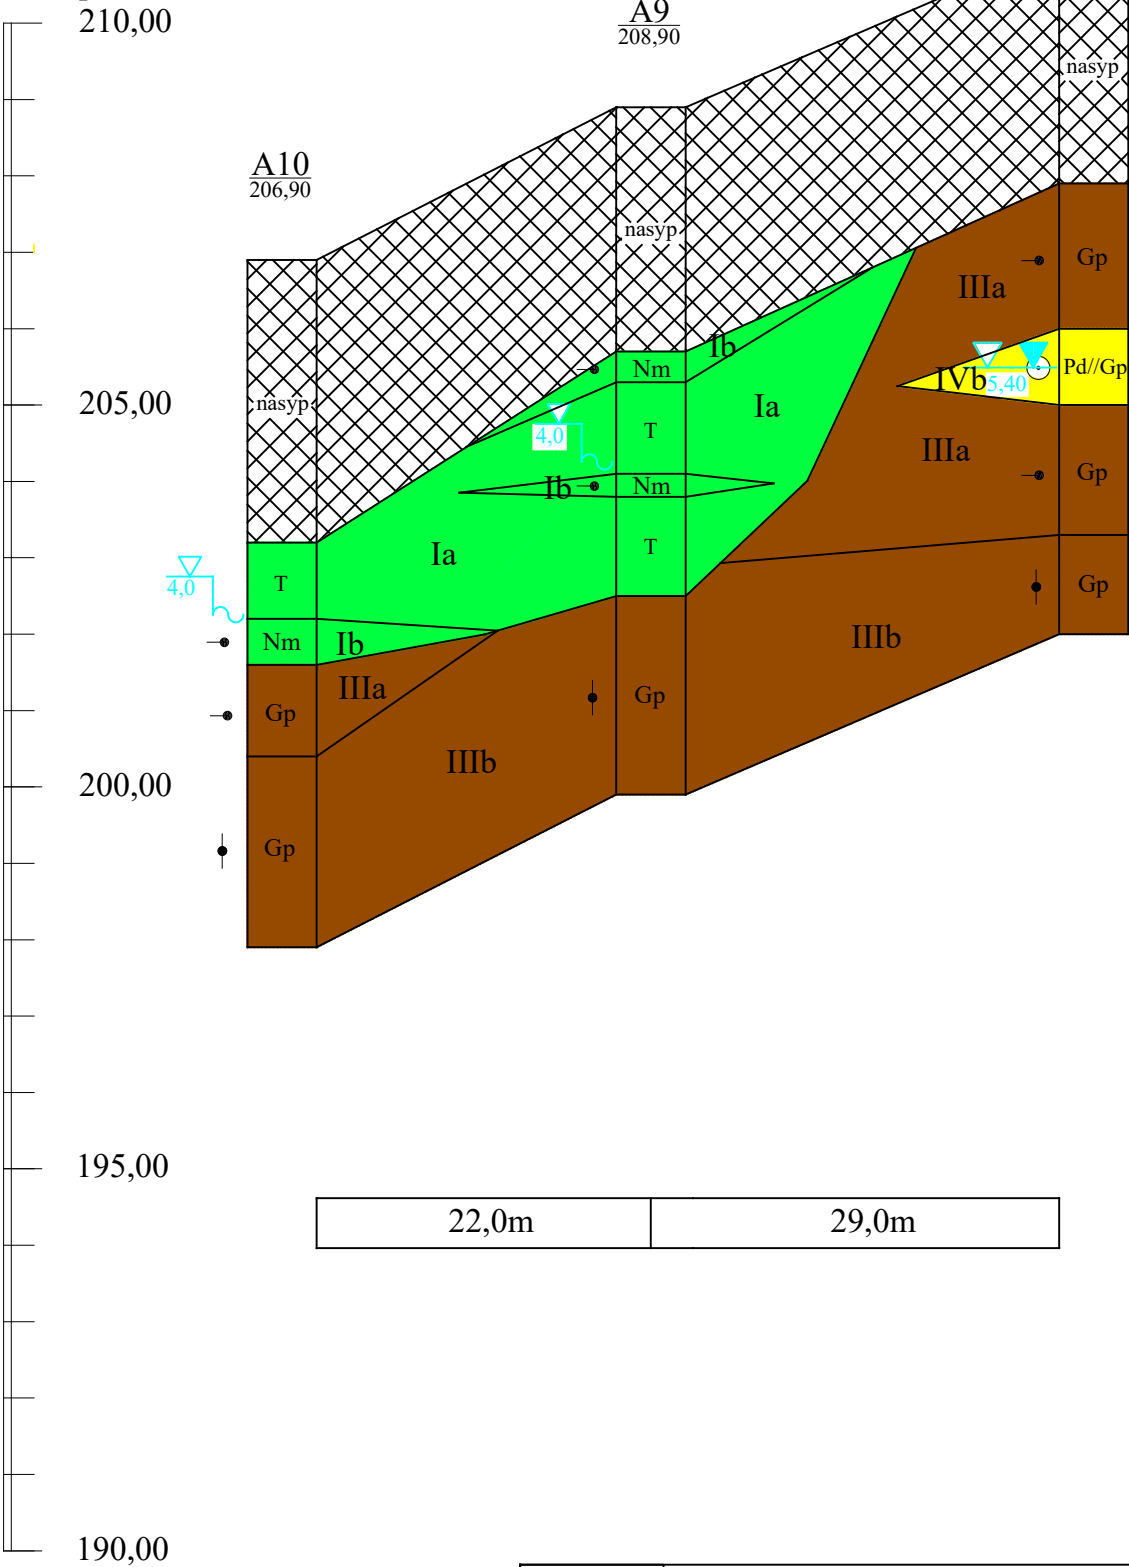 210,00
A9
208,90
nasyp
A10
206,90
nasyp
Gp
IIIa
Ib
Nm
Pd//Gp
IVb
5,40
nasyp
205,00
Ia
4,0
T
IIIa
Gp
Ib
Nm
T
Ia
T
4,0
Gp
Nm
Ib
IIIb
IIIa
Gp
Gp
IIIb
200,00
Gp
195,00
22,0m
29,0m
190,00